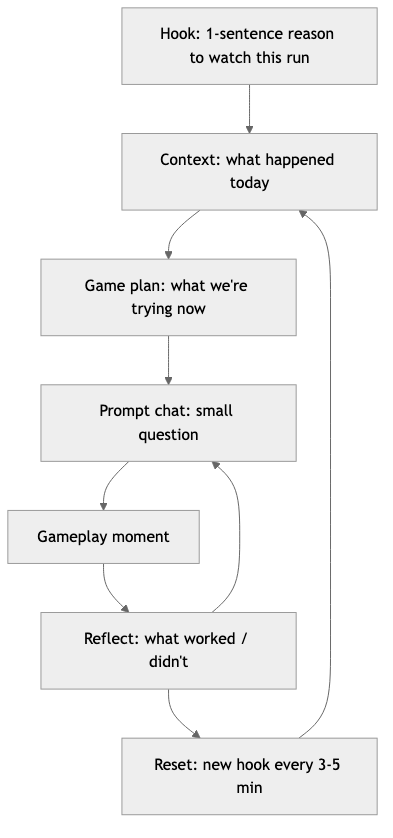 Hook: 1-sentence reason
to watch this run
Context: what happened
today
Game plan: what we're
trying now
Prompt chat: small
question
Gameplay moment
Reflect: what worked /
didn't
Reset: new hook every 3-5
min